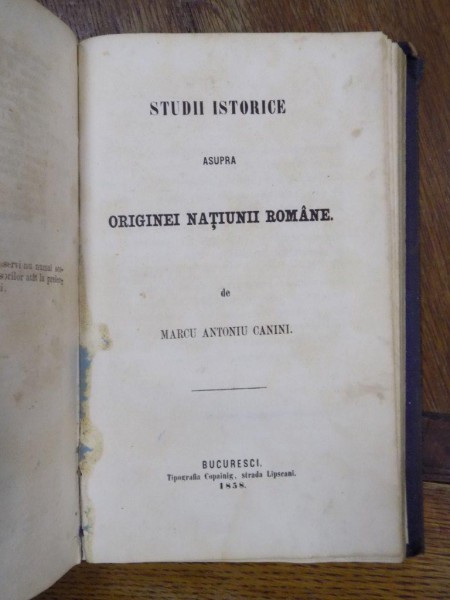 STUDII ISTORICE
ASUPRA
ORIGINEI NAȚIUNII ROMÂNE.
de
MARCU ANTONIU CANINI.
BUCURESCI.
Tipografia Copainig, strada Lipscani.
1858.